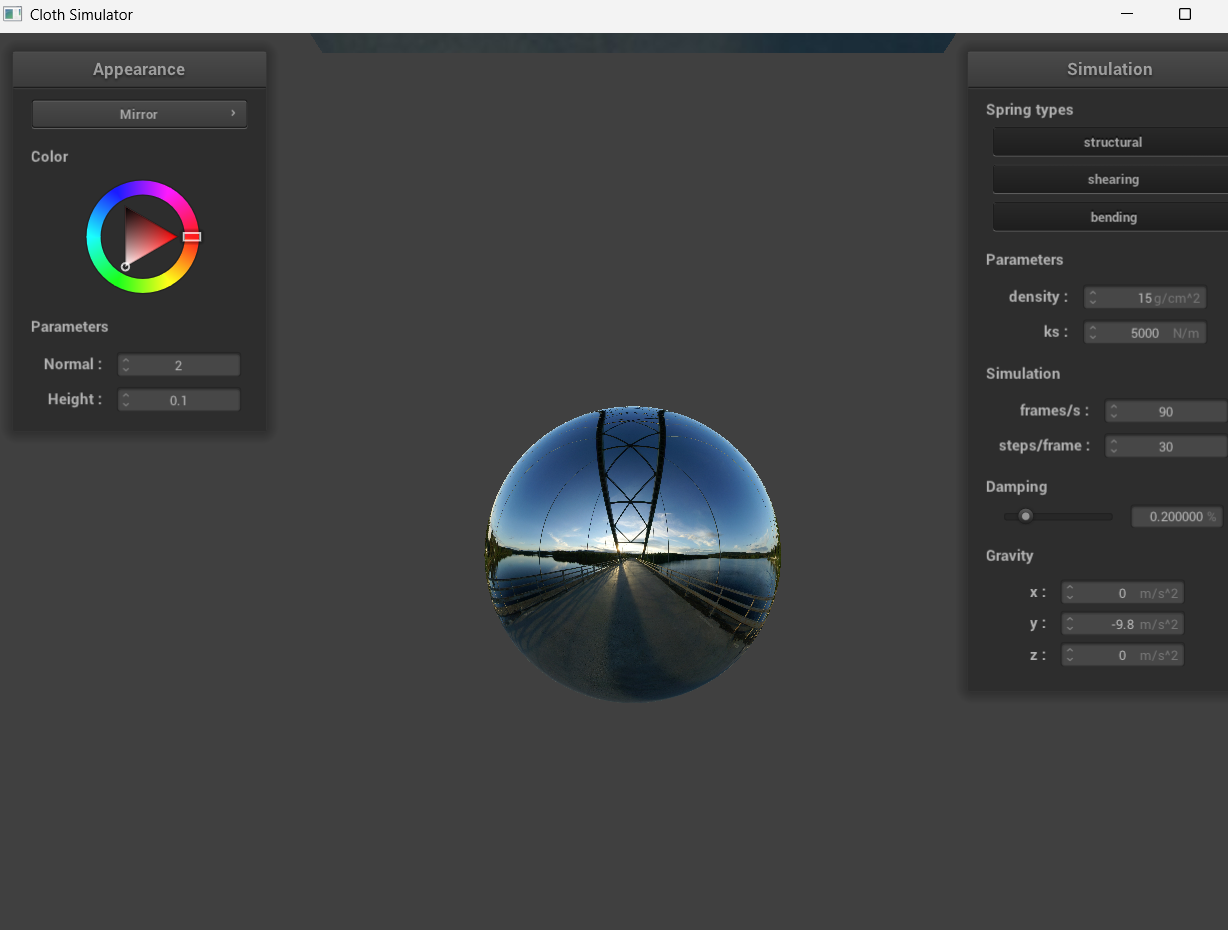 Cloth Simulator
Appearance
Mirror
Color
Parameters
Normal : 2
Height : 0.1
Simulation
Spring types
structural
shearing
bending
Parameters
density : 15 g/cm^2
ks : 5000 N/m
Simulation
frames/s : 90
steps/frame : 30
Damping
0.200000 %
Gravity
x : 0 m/s^2
y : -9.8 m/s^2
z : 0 m/s^2